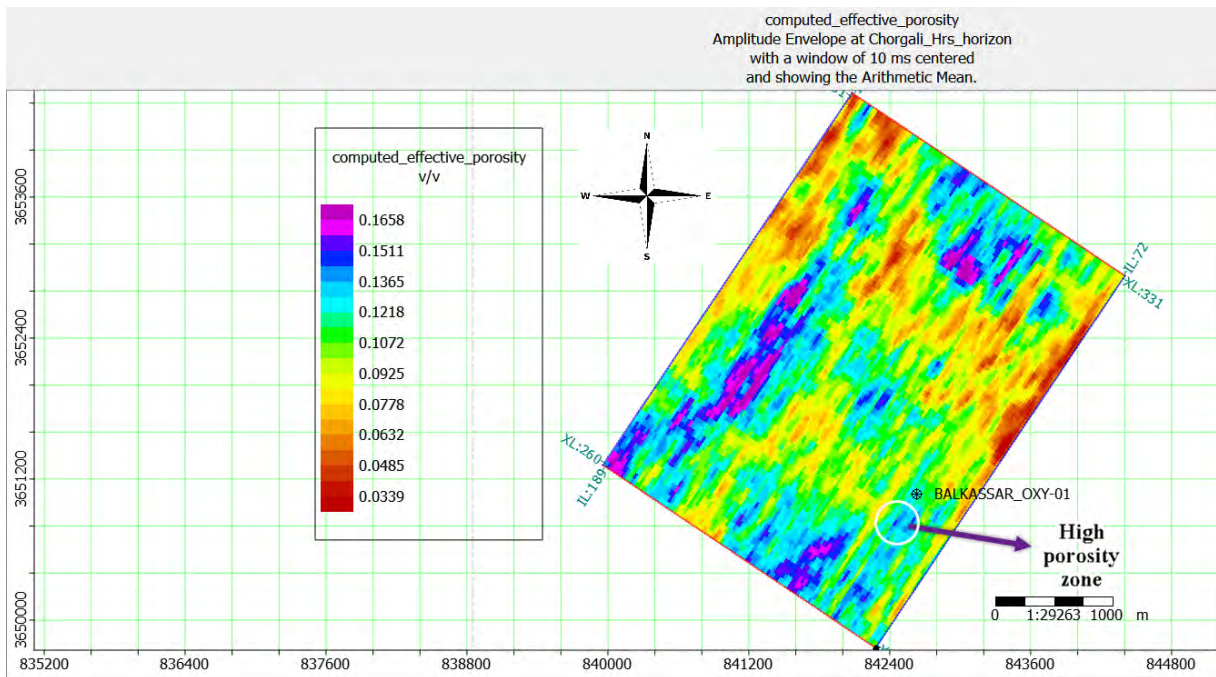 computed_effective_porosity
Amplitude Envelope at Chorgali_Hrs_horizon
with a window of 10 ms centered
and showing the Arithmetic Mean.
computed_effective_porosity
v/v
0.1658
0.1511
0.1365
0.1218
0.1072
0.0925
0.0778
0.0632
0.0485
0.0339
N
W
E
S
IL:72
XL:331
XL:260
IL:189
BALKASSAR_OXY-01
High
porosity
zone
0 1:29263 1000 m
3653600
3652400
3651200
3650000
835200 836400 837600 838800 840000 841200 842400 843600 844800